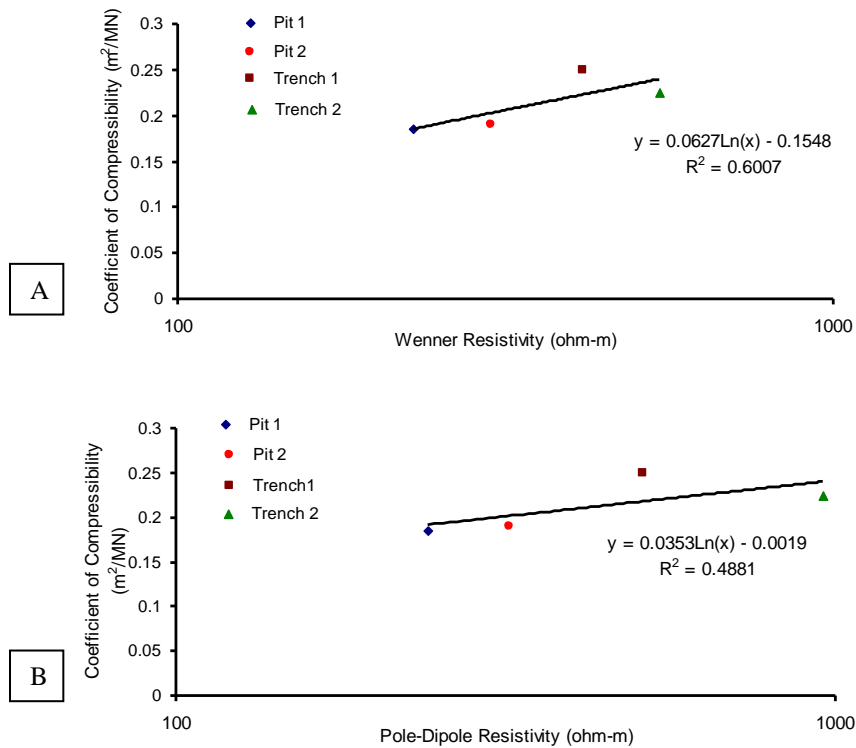 Pit 1
Pit 2
Trench 1
Trench 2
0.3
0.25
0.2
0.15
0.1
0.05
0
Coefficient of Compressibility (m²/MN)
y = 0.0627Ln(x) - 0.1548
R² = 0.6007
A
100
1000
Wenner Resistivity (ohm-m)
Pit 1
Pit 2
Trench1
Trench 2
0.3
0.25
0.2
0.15
0.1
0.05
0
Coefficient of Compressibility
(m²/MN)
y = 0.0353Ln(x) - 0.0019
R² = 0.4881
B
100
1000
Pole-Dipole Resistivity (ohm-m)